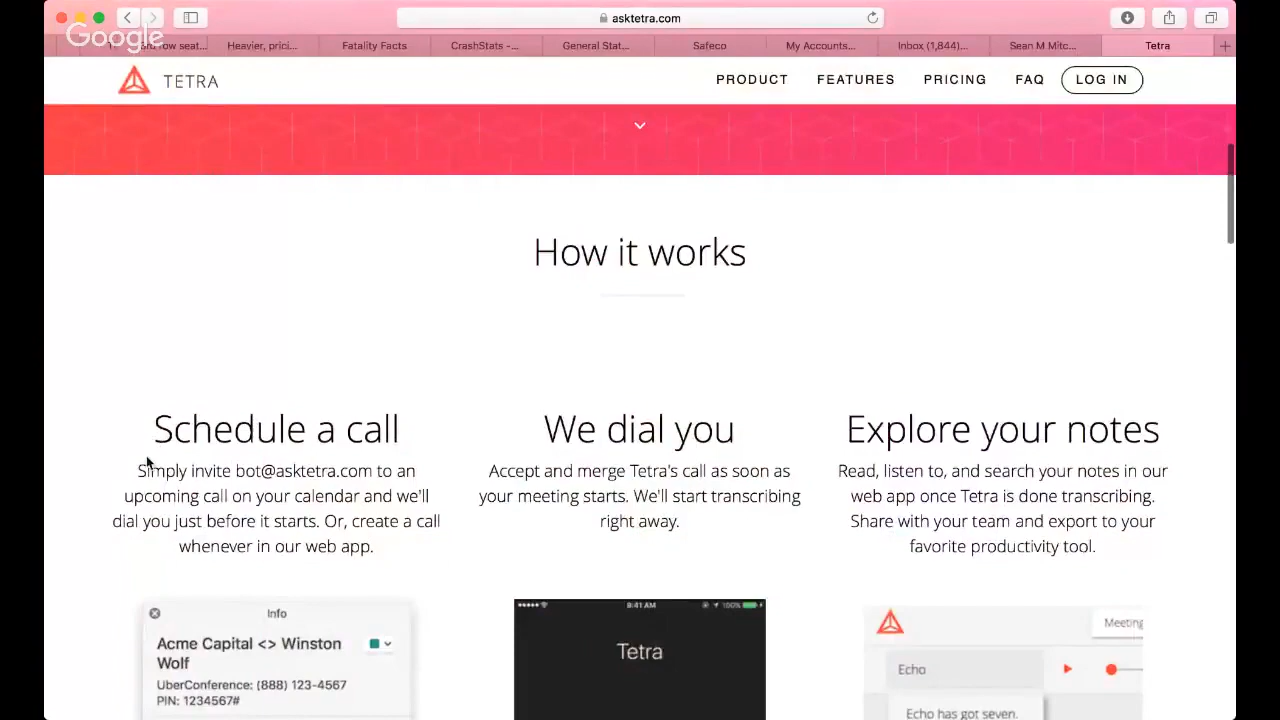 asktetra.com
Google
Heavier, prici...
Fatality Facts
CrashStats -...
General Stat...
Safeco
My Accounts...
Inbox (1,844)...
Sean M Mitc...
Tetra
TETRA
PRODUCT
FEATURES
PRICING
FAQ
LOG IN
How it works
Schedule a call
Simply invite bot@asktetra.com to an
upcoming call on your calendar and we'll
dial you just before it starts. Or, create a call
whenever in our web app.
We dial you
Accept and merge Tetra's call as soon as
your meeting starts. We'll start transcribing
right away.
Explore your notes
Read, listen to, and search your notes in our
web app once Tetra is done transcribing.
Share with your team and export to your
favorite productivity tool.
Info
Acme Capital <> Winston
Wolf
UberConference: (888) 123-4567
PIN: 1234567#
9:41 AM
100%
Tetra
Meeting
Echo
Echo has got seven.